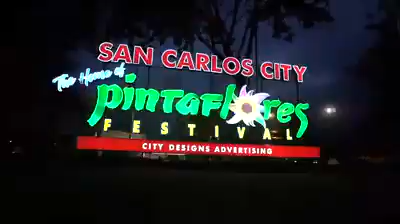 SAN CARLOS CITY
The Home of
pintaflores
FESTIVAL
CITY DESIGNS ADVERTISING